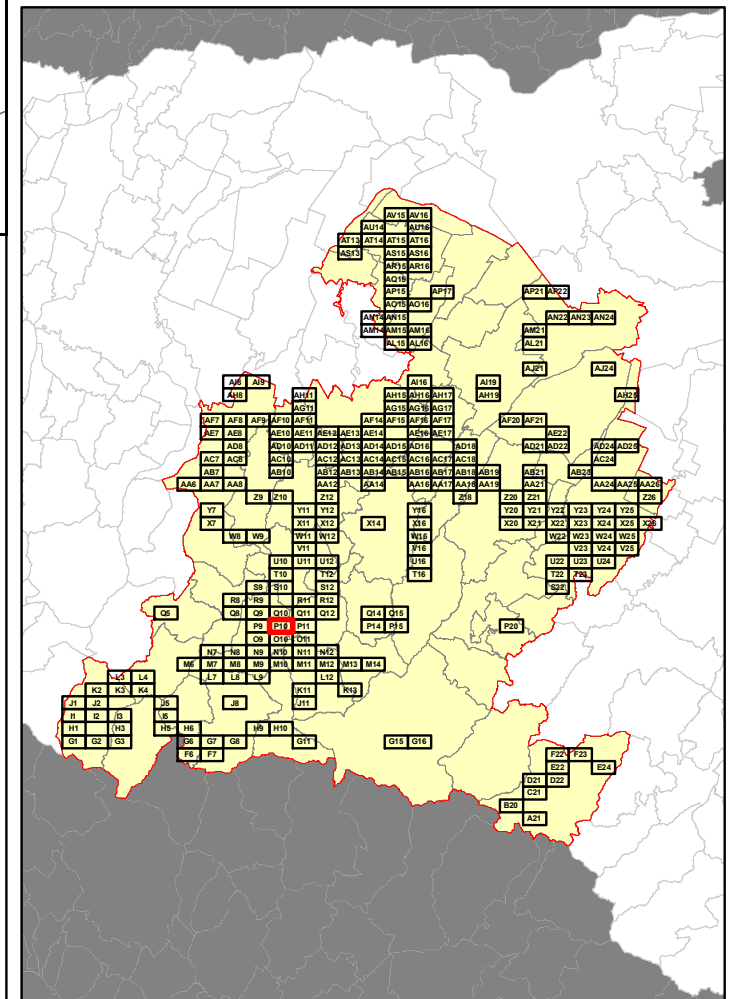 AV15 AV16
AU14 AU16
AT13 AT14 AT15 AT16
AS13 AS15 AS16
AR15 AR16
AQ15
AP15 AP17 AP21 AP22
AO15 AO16
AN14 AN15 AN22 AN23 AN24
AM14 AM15 AM16 AM21
AL15 AL16 AL21
AJ21 AJ24
AI8 AI9 AI16 AI19
AH8 AH11 AH15 AH16 AH17 AH19 AH25
AG11 AG15 AG16 AG17
AF7 AF8 AF9 AF10 AF11 AF14 AF15 AF16 AF17 AF20 AF21
AE7 AE8 AE10 AE11 AE12 AE13 AE14 AE16 AE17 AE22
AD8 AD10 AD11 AD12 AD13 AD14 AD15 AD16 AD18 AD21 AD22 AD24 AD25
AC7 AC8 AC10 AC12 AC13 AC14 AC15 AC16 AC17 AC18 AC24
AB7 AB10 AB12 AB13 AB14 AB15 AB16 AB17 AB18 AB19 AB21 AB23
AA6 AA7 AA8 AA12 AA14 AA16 AA17 AA18 AA19 AA21 AA24 AA25 AA26
Z9 Z10 Z12 Z18 Z20 Z21 Z26
Y7 Y11 Y12 Y16 Y20 Y21 Y22 Y23 Y24 Y25
X7 X11 X12 X14 X16 X20 X21 X22 X23 X24 X25 X26
W8 W9 W11 W12 W16 W22 W23 W24 W25
V11 V16 V23 V24 V25
U10 U11 U12 U16 U22 U23 U24
T10 T12 T16 T22 T23
S9 S10 S12 S22
R8 R9 R11 R12
Q5 Q8 Q9 Q10 Q11 Q12 Q14 Q15
P9 P10 P11 P14 P15 P20
O9 O10 O11
N7 N8 N9 N10 N11 N12
M6 M7 M8 M9 M10 M11 M12 M13 M14
L3 L4 L7 L8 L9 L12
K2 K3 K4 K11 K13
J1 J2 J5 J8 J11
I1 I2 I3 I5
H1 H3 H5 H6 H9 H10
G1 G2 G3 G6 G7 G8 G11 G15 G16
F6 F7 F22 F23
E22 E24
D21 D22
C21
B20
A21